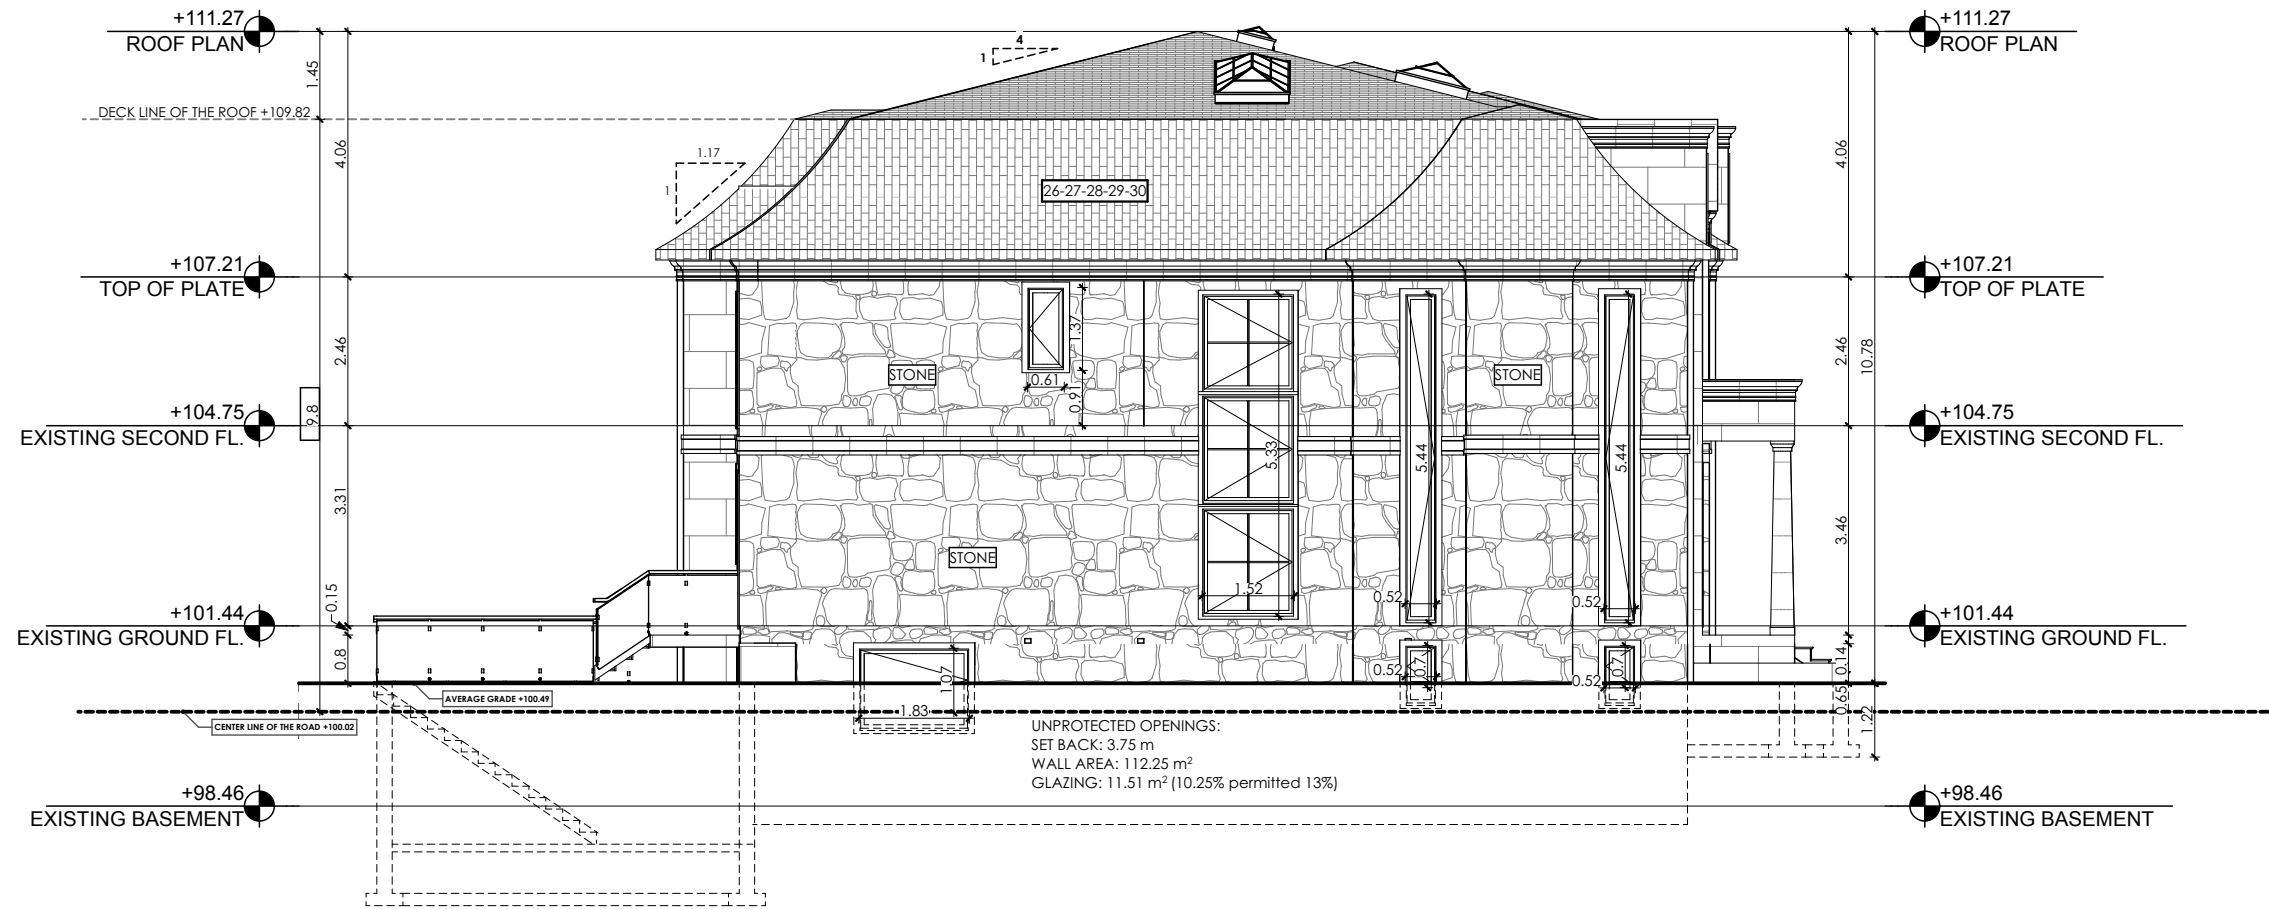 +111.27
ROOF PLAN
+111.27
ROOF PLAN
4
1
1.45
DECK LINE OF THE ROOF +109.82
4.06
1.17
1
26-27-28-29-30
4.06
+107.21
TOP OF PLATE
+107.21
TOP OF PLATE
2.46
1.37
STONE
0.61
0.91
STONE
2.46
10.78
9.8
+104.75
EXISTING SECOND FL.
+104.75
EXISTING SECOND FL.
5.33
5.44
5.44
3.31
3.46
STONE
1.52
0.52
0.52
0.15
+101.44
EXISTING GROUND FL.
+101.44
EXISTING GROUND FL.
0.8
1.07
0.52
0.7
0.52
0.7
0.14
AVERAGE GRADE +100.49
0.65
1.22
CENTER LINE OF THE ROAD +100.02
1.83
UNPROTECTED OPENINGS:
SET BACK: 3.75 m
WALL AREA: 112.25 m²
GLAZING: 11.51 m² (10.25% permitted 13%)
+98.46
EXISTING BASEMENT
+98.46
EXISTING BASEMENT